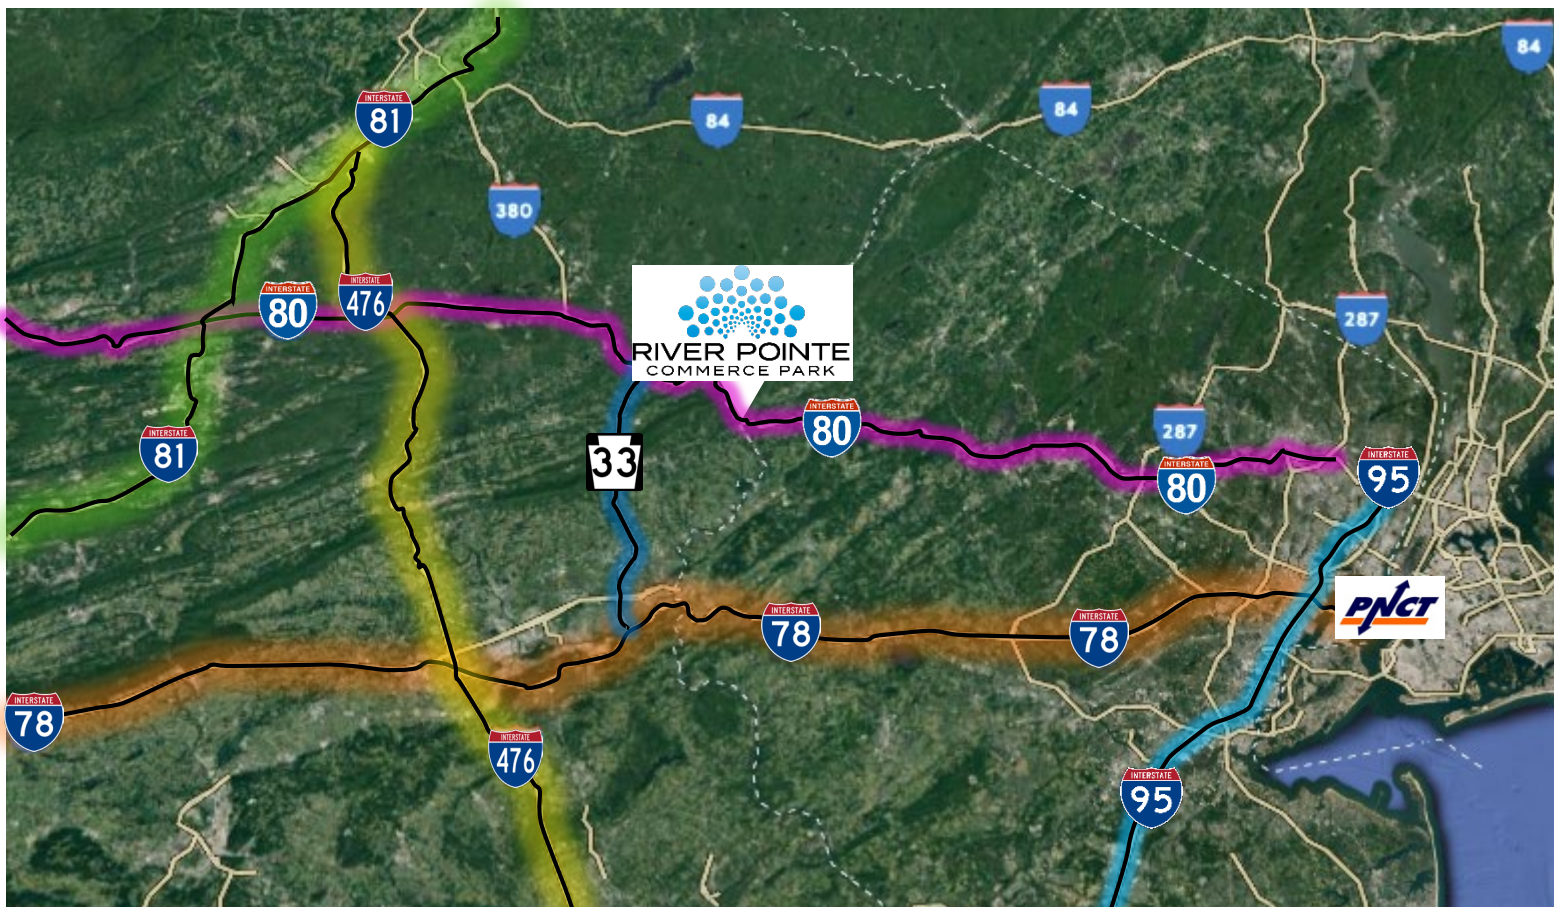 84
84
84
INTERSTATE
81
380
INTERSTATE
80
INTERSTATE
476
RIVER POINTE
COMMERCE PARK
287
INTERSTATE
80
287
INTERSTATE
81
33
INTERSTATE
80
INTERSTATE
95
PNCT
INTERSTATE
78
INTERSTATE
78
INTERSTATE
78
INTERSTATE
476
INTERSTATE
95